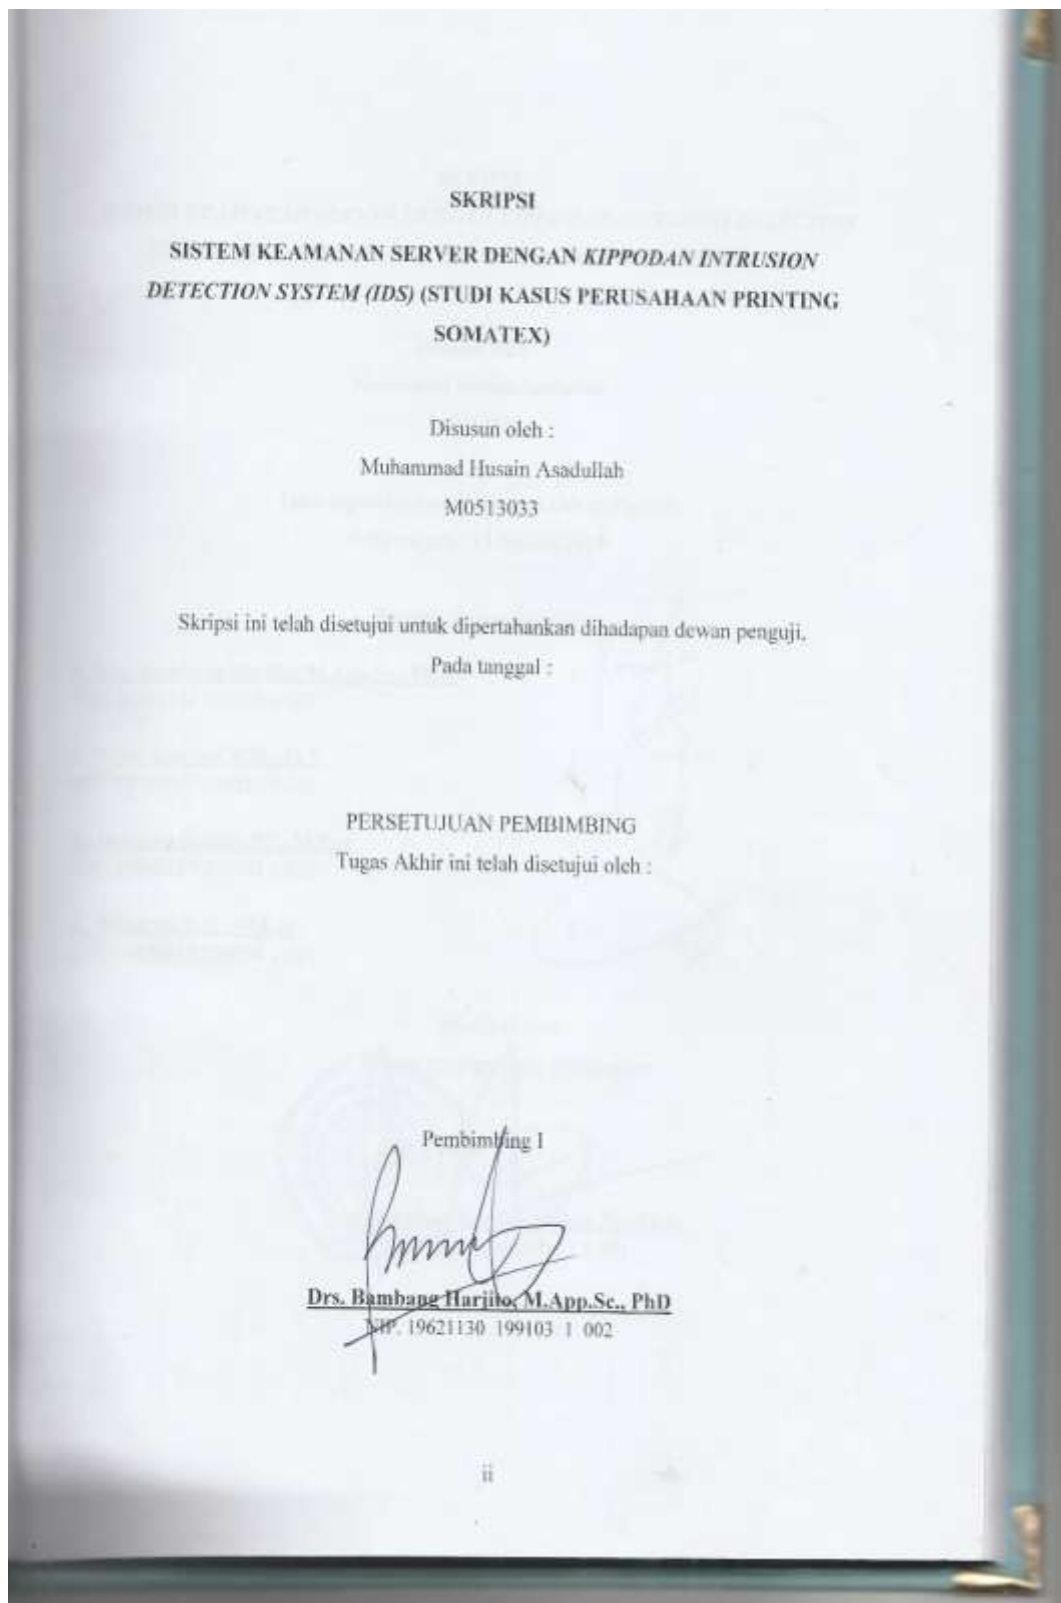 SKRIPSI
SISTEM KEAMANAN SERVER DENGAN KIPPODAN INTRUSION
DETECTION SYSTEM (IDS) (STUDI KASUS PERUSAHAAN PRINTING
SOMATEX)
Disusun oleh :
Muhammad Husain Asadullah
M0513033
Skripsi ini telah disetujui untuk dipertahankan dihadapan dewan penguji.
Pada tanggal :
PERSETUJUAN PEMBIMBING
Tugas Akhir ini telah disetujui oleh :
Pembimbing I
Drs. Bambang Harjito, M.App.Sc., PhD
NIP. 19621130 199103 1 002
ii